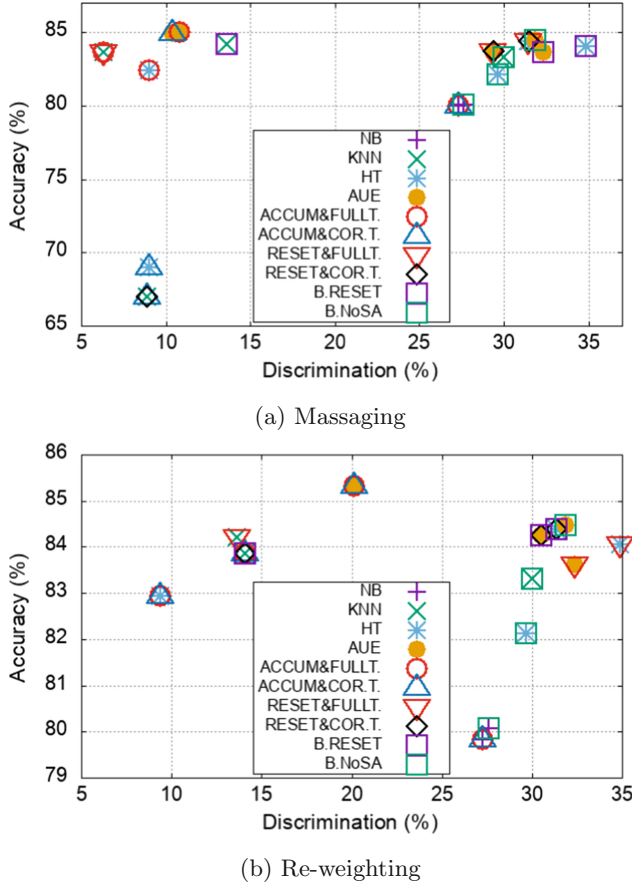 85
80
75
70
65
Accuracy (%)
NB
KNN
HT
AUE
ACCUM&FULLT.
ACCUM&COR.T.
RESET&FULLT.
RESET&COR.T.
B.RESET
B.NoSA
5 10 15 20 25 30 35
Discrimination (%)
(a) Massaging
86
85
84
83
82
81
80
79
Accuracy (%)
NB
KNN
HT
AUE
ACCUM&FULLT.
ACCUM&COR.T.
RESET&FULLT.
RESET&COR.T.
B.RESET
B.NoSA
5 10 15 20 25 30 35
Discrimination (%)
(b) Re-weighting